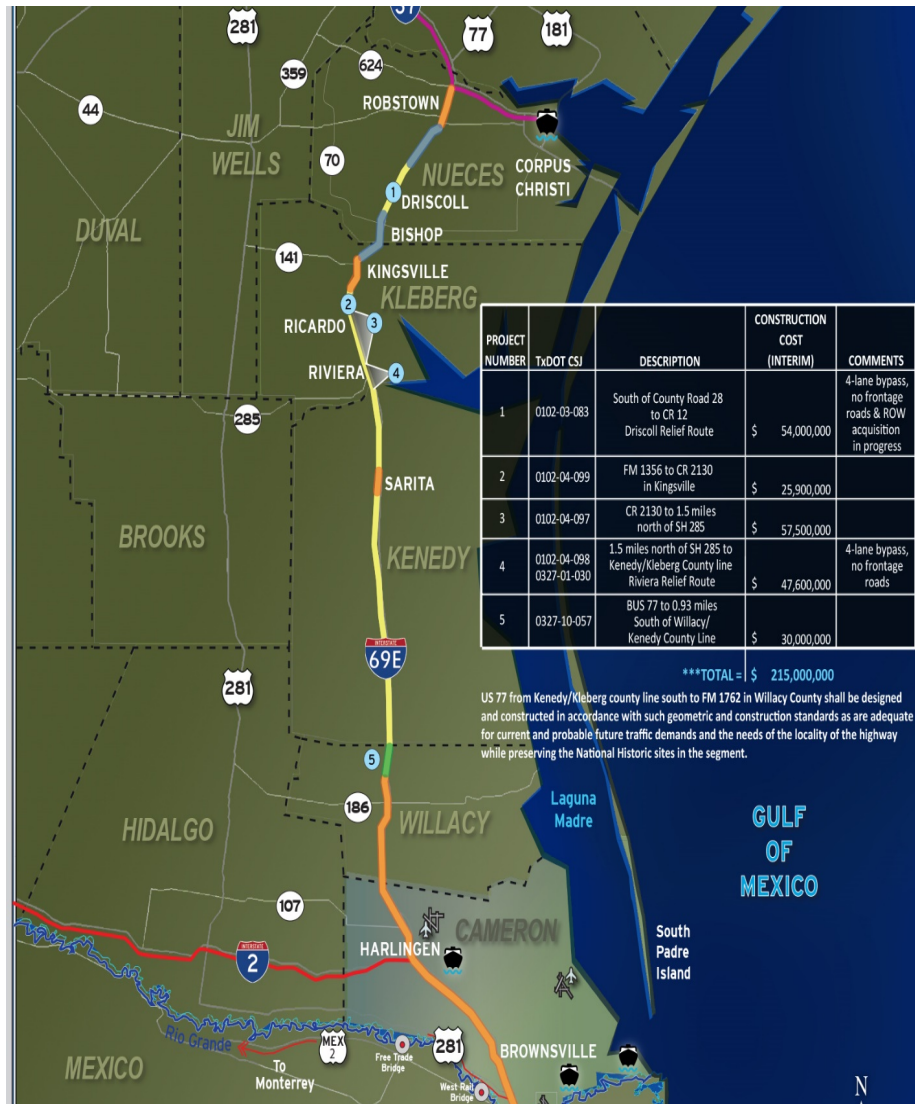 37
281
77
181
359
624
ROBSTOWN
44
JIM
WELLS
70
NUECES
CORPUS
CHRISTI
1
DRISCOLL
DUVAL
BISHOP
141
KINGSVILLE
KLEBERG
2
RICARDO
3
RIVIERA
4
285
SARITA
BROOKS
KENEDY
INTERSTATE
69E
281
5
186
WILLACY
HIDALGO
107
CAMERON
HARLINGEN
INTERSTATE
2
Rio Grande
MEX
2
To
Monterrey
MEXICO
Free Trade
Bridge
281
West Rail
Bridge
BROWNSVILLE
Laguna
Madre
South
Padre
Island
GULF
OF
MEXICO
N
PROJECT NUMBER TxDOT CSJ DESCRIPTION CONSTRUCTION COST (INTERIM) COMMENTS
1 0102-03-083 South of County Road 28 to CR 12 Driscoll Relief Route $ 54,000,000 4-lane bypass, no frontage roads & ROW acquisition in progress
2 0102-04-099 FM 1356 to CR 2130 in Kingsville $ 25,900,000
3 0102-04-097 CR 2130 to 1.5 miles north of SH 285 $ 57,500,000
4 0102-04-098 0327-01-030 1.5 miles north of SH 285 to Kenedy/Kleberg County line Riviera Relief Route $ 47,600,000 4-lane bypass, no frontage roads
5 0327-10-057 BUS 77 to 0.93 miles South of Willacy/ Kenedy County Line $ 30,000,000
***TOTAL = $ 215,000,000
US 77 from Kenedy/Kleberg county line south to FM 1762 in Willacy County shall be designed
and constructed in accordance with such geometric and construction standards as are adequate
for current and probable future traffic demands and the needs of the locality of the highway
while preserving the National Historic sites in the segment.